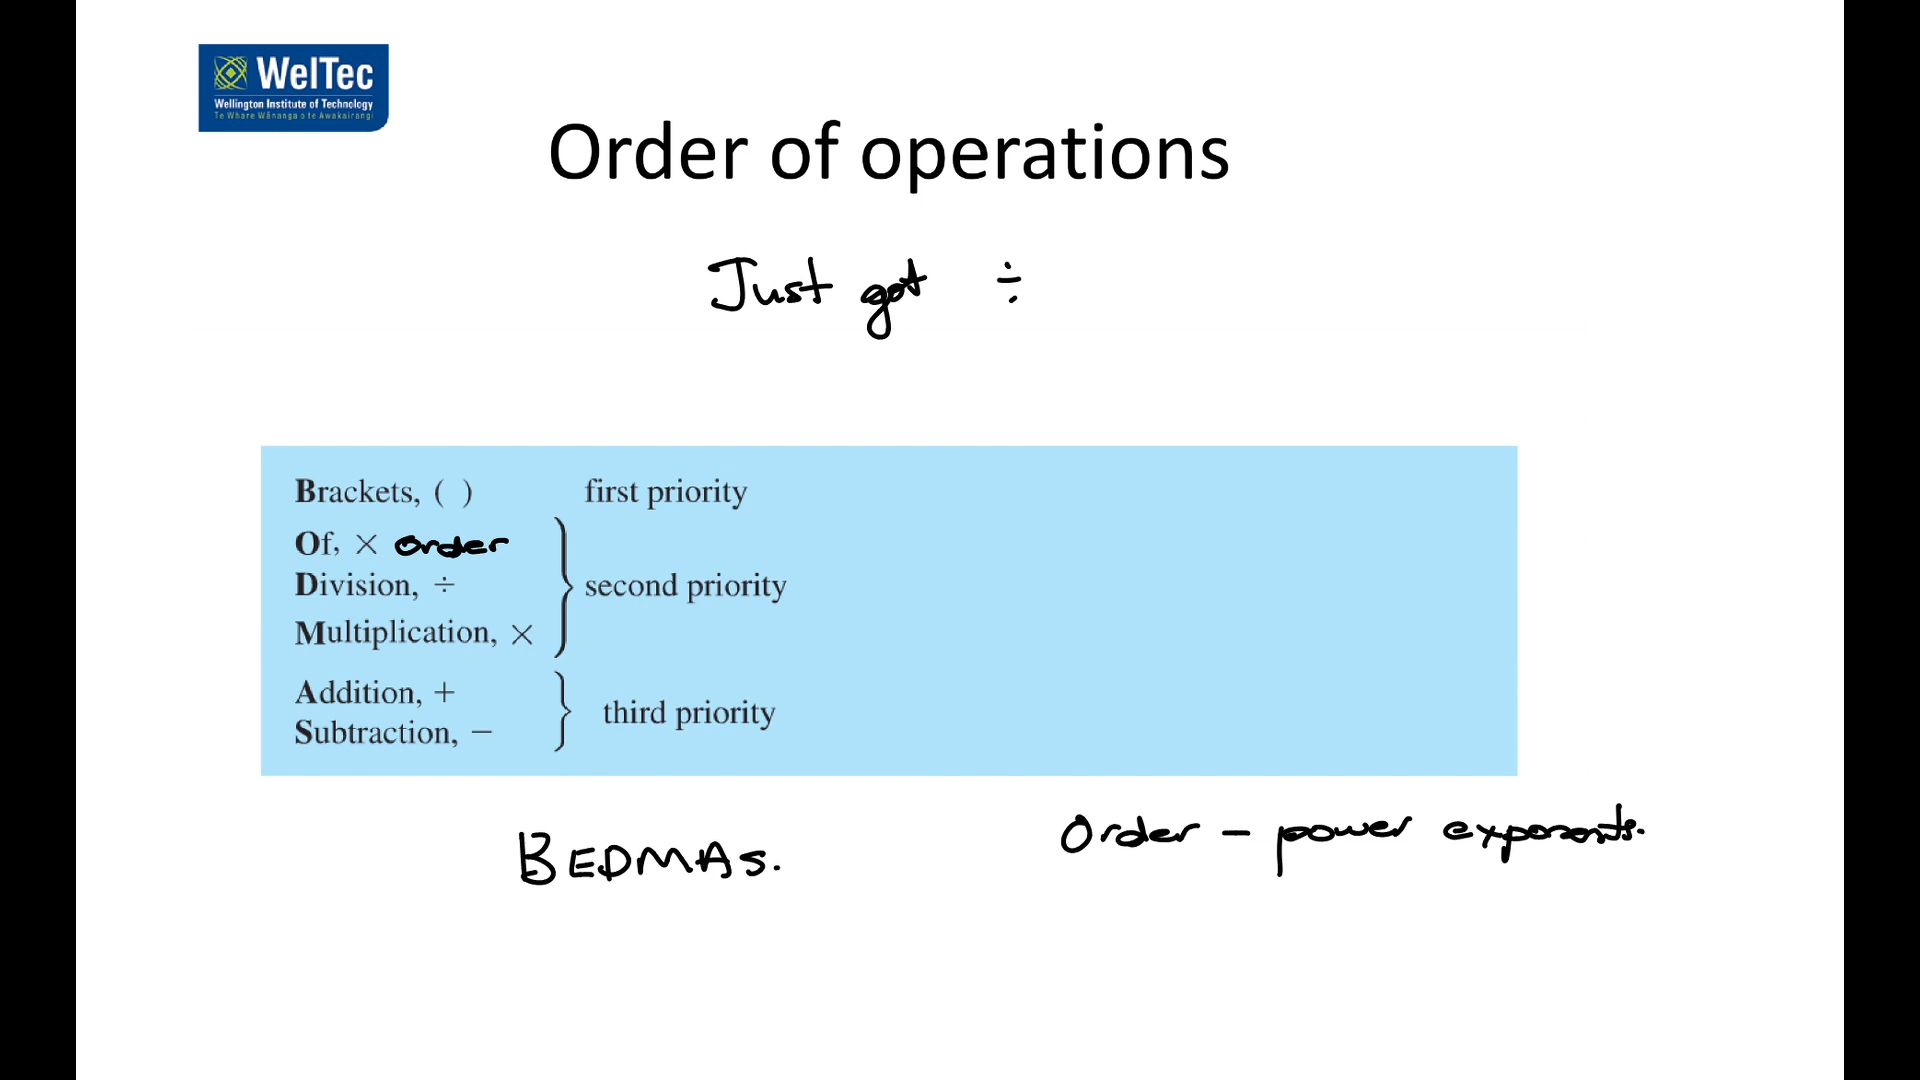 WelTec
Wellington Institute of Technology
Te Whare Wānanga o te Awakairangi
Order of operations
Just got ÷
Brackets, ( ) first priority
Of, × order
Division, ÷ second priority
Multiplication, ×
Addition, + third priority
Subtraction, −
BEDMAS.
Order – power exponents.